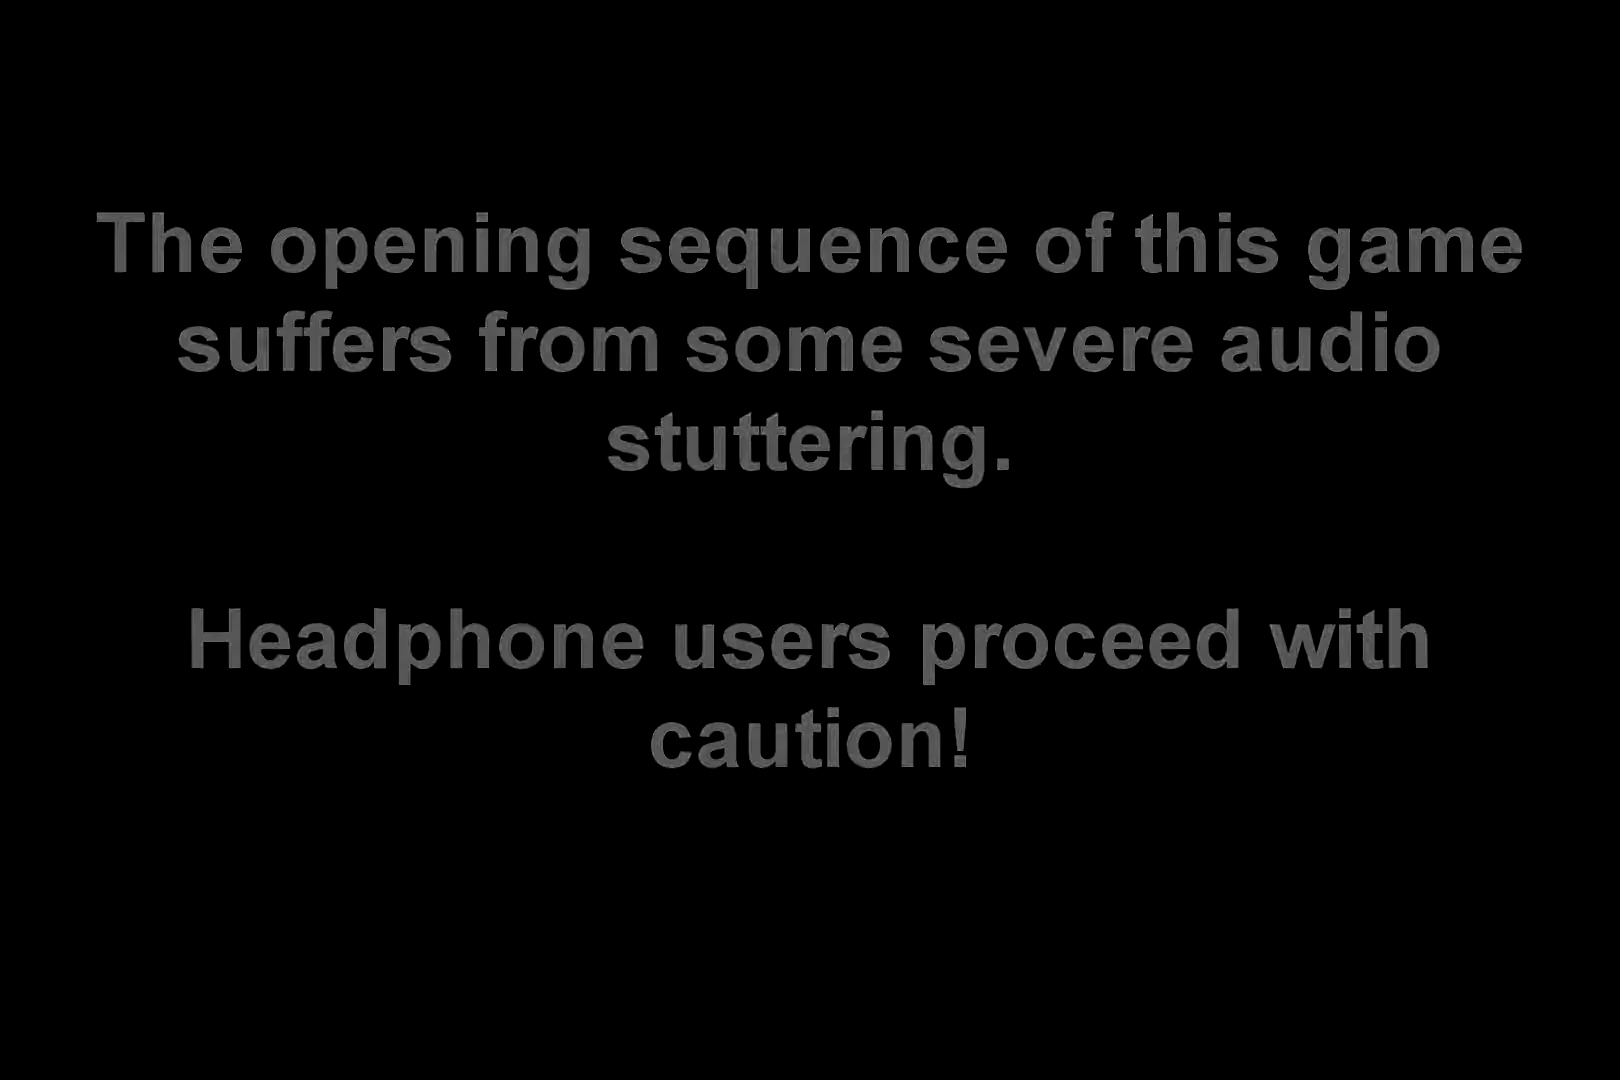 The opening sequence of this game
suffers from some severe audio
stuttering.
Headphone users proceed with
caution!